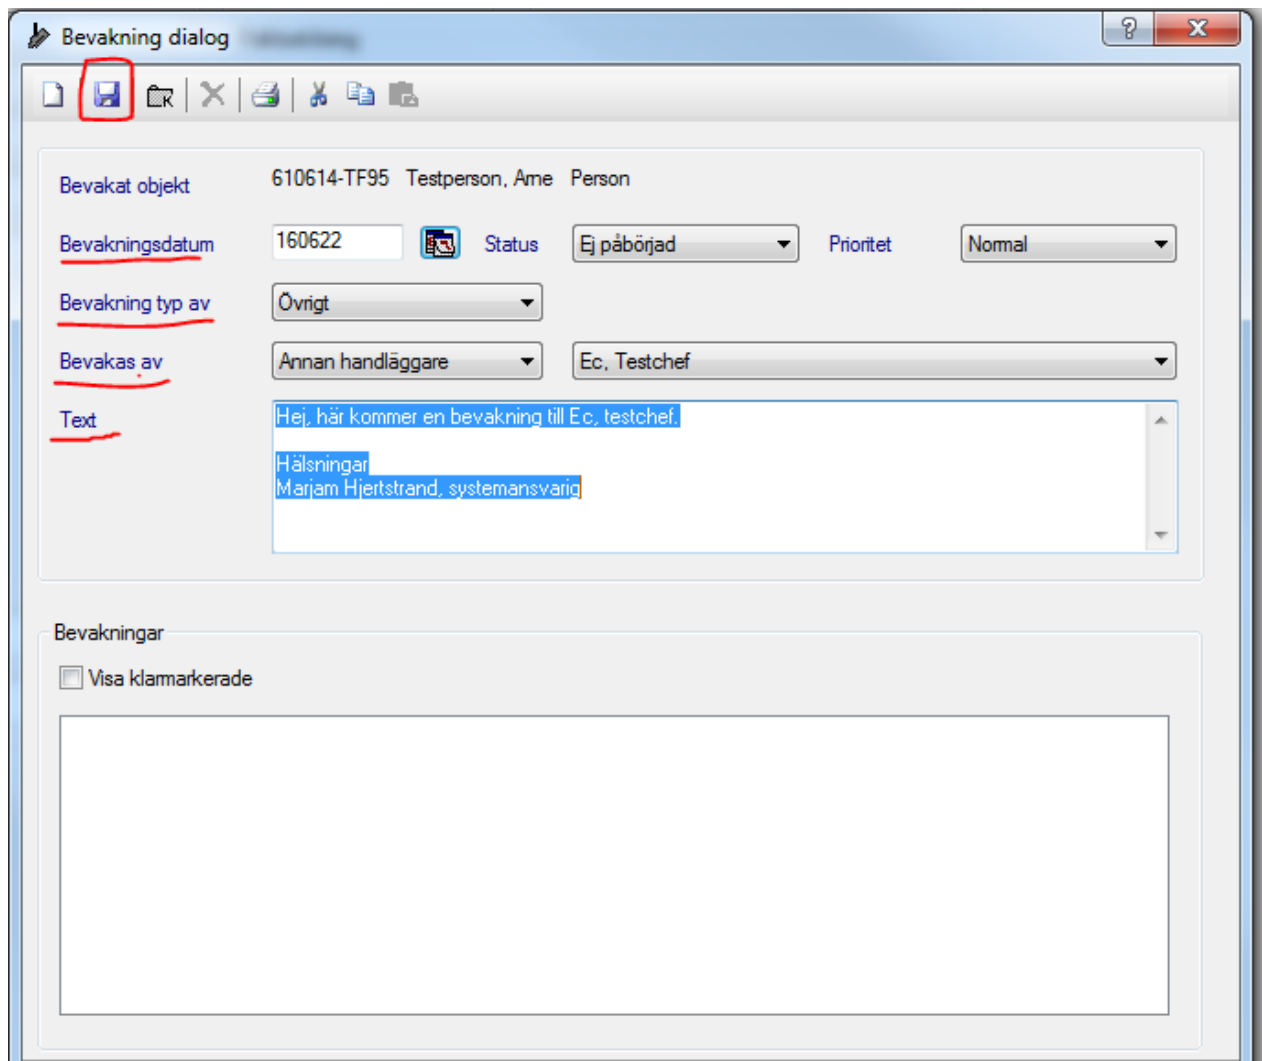 Bevakning dialog
Bevakat objekt 610614-TF95 Testperson, Arne Person
Bevakningsdatum 160622 Status Ej påbörjad Prioritet Normal
Bevakning typ av Övrigt
Bevakas av Annan handläggare Ec, Testchef
Text Hej, här kommer en bevakning till Ec, testchef.
Hälsningar
Marjam Hjertstrand, systemansvarig
Bevakningar
Visa klarmarkerade